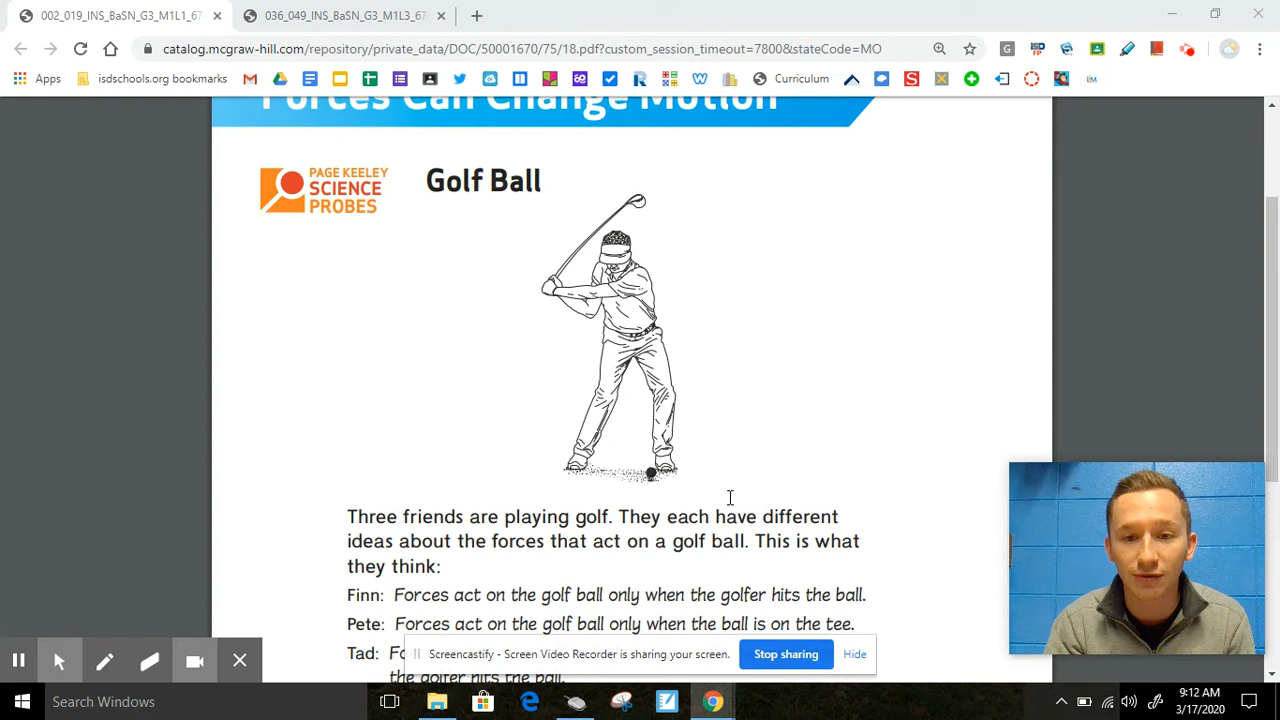 002_019_INS_BaSN_G3_M1L1_67
036_049_INS_BaSN_G3_M1L3_67
catalog.mcgraw-hill.com/repository/private_data/DOC/50001670/75/18.pdf?custom_session_timeout=7800&stateCode=MO
Apps
isdschools.org bookmarks
Curriculum
Forces Can Change Motion
PAGE KEELEY
SCIENCE
PROBES
Golf Ball
Three friends are playing golf. They each have different
ideas about the forces that act on a golf ball. This is what
they think:
Finn: Forces act on the golf ball only when the golfer hits the ball.
Pete: Forces act on the golf ball only when the ball is on the tee.
Tad:
the golfer hits the ball.
Screencastify - Screen Video Recorder is sharing your screen.
Stop sharing
Hide
Search Windows
9:12 AM
3/17/2020